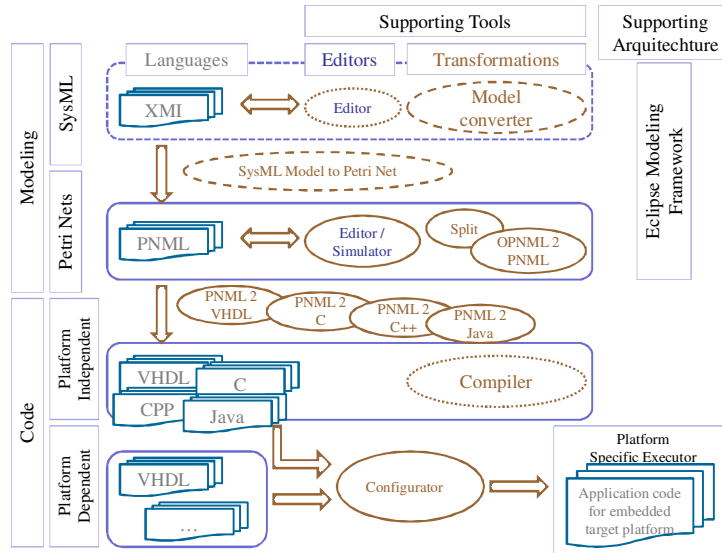 Supporting Tools
Supporting
Arquitechture
Languages
Editors
Transformations
Modeling
SysML
XMI
Editor
Model
converter
SysML Model to Petri Net
Eclipse Modeling
Framework
Petri Nets
PNML
Editor /
Simulator
Split
OPNML 2
PNML
PNML 2
VHDL
PNML 2
C
PNML 2
C++
PNML 2
Java
Code
Platform
Independent
VHDL
C
CPP
Java
Compiler
Platform
Dependent
VHDL
...
Configurator
Platform
Specific Executor
Application code
for embedded
target platform